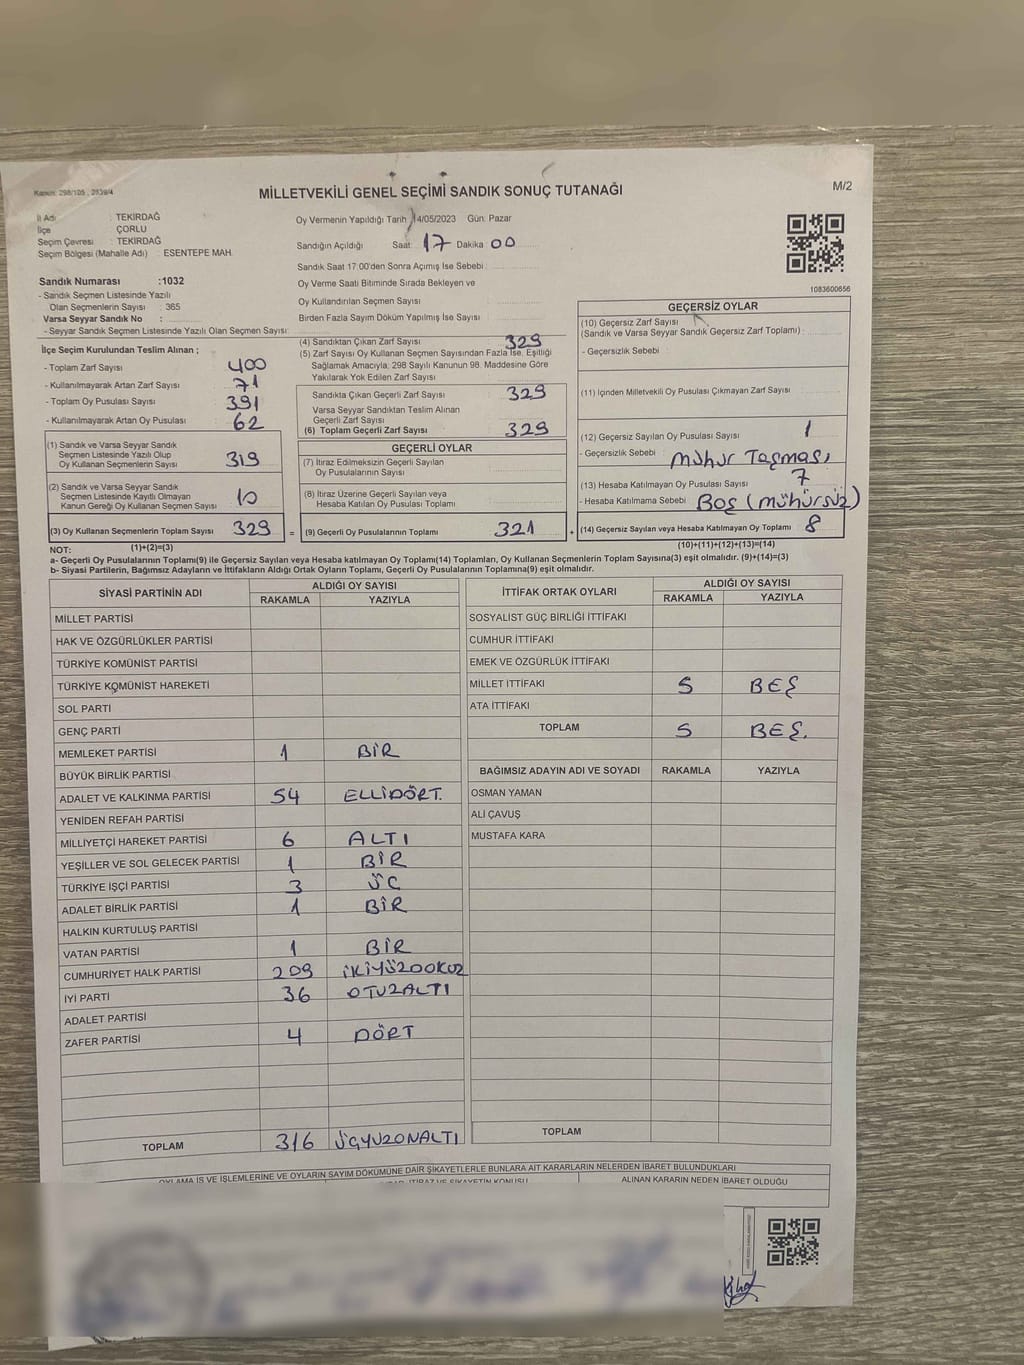 Kanun: 298/105 , 2839/4
MİLLETVEKİLİ GENEL SEÇİMİ SANDIK SONUÇ TUTANAĞI
M/2
İl Adı : TEKİRDAĞ
İlçe : ÇORLU
Seçim Çevresi : TEKİRDAĞ
Seçim Bölgesi (Mahalle Adı) : ESENTEPE MAH.
Oy Vermenin Yapıldığı Tarih 14/05/2023 Gün: Pazar
Sandığın Açıldığı Saat 17 Dakika 00
Sandık Saat 17.00'den Sonra Açımış İse Sebebi
Oy Verme Saati Bitiminde Sırada Bekleyen ve
Oy Kullandırılan Seçmen Sayısı
Birden Fazla Sayım Döküm Yapılmış İse Sayısı
1083600656
Sandık Numarası :1032
- Sandık Seçmen Listesinde Yazılı
Olan Seçmenlerin Sayısı : 365
Varsa Seyyar Sandık No :
- Seyyar Sandık Seçmen Listesinde Yazılı Olan Seçmen Sayısı:
İlçe Seçim Kurulundan Teslim Alınan ;
- Toplam Zarf Sayısı 400
- Kullanılmayarak Artan Zarf Sayısı 71
- Toplam Oy Pusulası Sayısı 391
- Kullanılmayarak Artan Oy Pusulası 62
(1) Sandık ve Varsa Seyyar Sandık
Seçmen Listesinde Yazılı Olup
Oy Kullanan Seçmenlerin Sayısı 319
(2) Sandık ve Varsa Seyyar Sandık
Seçmen Listesinde Kayıtlı Olmayan
Kanun Gereği Oy Kullanan Seçmen Sayısı 10
(3) Oy Kullanan Seçmenlerin Toplam Sayısı 329 =
(4) Sandıktan Çıkan Zarf Sayısı 329
(5) Zarf Sayısı Oy Kullanan Seçmen Sayısından Fazla İse, Eşitliği
Sağlamak Amacıyla; 298 Sayılı Kanunun 98. Maddesine Göre
Yakılarak Yok Edilen Zarf Sayısı
Sandıkta Çıkan Geçerli Zarf Sayısı 329
Varsa Seyyar Sandıktan Teslim Alınan
Geçerli Zarf Sayısı
(6) Toplam Geçerli Zarf Sayısı 329
GEÇERLİ OYLAR
(7) İtiraz Edilmeksizin Geçerli Sayılan
Oy Pusulalarının Sayısı
(8) İtiraz Üzerine Geçerli Sayılan veya
Hesaba Katılan Oy Pusulası Toplamı
(9) Geçerli Oy Pusulalarının Toplamı 321 +
GEÇERSİZ OYLAR
(10) Geçersiz Zarf Sayısı
(Sandık ve Varsa Seyyar Sandık Geçersiz Zarf Toplamı) :
- Geçersizlik Sebebi :
(11) İçinden Milletvekili Oy Pusulası Çıkmayan Zarf Sayısı
(12) Geçersiz Sayılan Oy Pusulası Sayısı 1
- Geçersizlik Sebebi Mühür Taşması
(13) Hesaba Katılmayan Oy Pusulası Sayısı 7
- Hesaba Katılmama Sebebi Boş (Mühürsüz)
(14) Geçersiz Sayılan veya Hesaba Katılmayan Oy Toplamı 8
NOT: (1)+(2)=(3)
(10)+(11)+(12)+(13)=(14)
a- Geçerli Oy Pusulalarının Toplamı(9) ile Geçersiz Sayılan veya Hesaba katılmayan Oy Toplamı(14) Toplamları, Oy Kullanan Seçmenlerin Toplam Sayısına(3) eşit olmalıdır. (9)+(14)=(3)
b- Siyasi Partilerin, Bağımsız Adayların ve İttifakların Aldığı Ortak Oyların Toplamı, Geçerli Oy Pusulalarının Toplamına(9) eşit olmalıdır.
SİYASİ PARTİNİN ADI ALDIĞI OY SAYISI
RAKAMLA YAZIYLA
MİLLET PARTİSİ
HAK VE ÖZGÜRLÜKLER PARTİSİ
TÜRKİYE KOMÜNİST PARTİSİ
TÜRKİYE KOMÜNİST HAREKETİ
SOL PARTİ
GENÇ PARTİ
MEMLEKET PARTİSİ 1 BİR
BÜYÜK BİRLİK PARTİSİ
ADALET VE KALKINMA PARTİSİ 54 ELLİDÖRT.
YENİDEN REFAH PARTİSİ
MİLLİYETÇİ HAREKET PARTİSİ 6 ALTI
YEŞİLLER VE SOL GELECEK PARTİSİ 1 BİR
TÜRKİYE İŞÇİ PARTİSİ 3 ÜÇ
ADALET BİRLİK PARTİSİ 1 BİR
HALKIN KURTULUŞ PARTİSİ
VATAN PARTİSİ 1 BİR
CUMHURİYET HALK PARTİSİ 209 İKİYÜZDOKUZ
İYİ PARTİ 36 OTUZALTI
ADALET PARTİSİ
ZAFER PARTİSİ 4 DÖRT
TOPLAM 316 ÜÇYÜZONALTI
İTTİFAK ORTAK OYLARI ALDIĞI OY SAYISI
RAKAMLA YAZIYLA
SOSYALİST GÜÇ BİRLİĞİ İTTİFAKI
CUMHUR İTTİFAKI
EMEK VE ÖZGÜRLÜK İTTİFAKI
MİLLET İTTİFAKI 5 BEŞ
ATA İTTİFAKI
TOPLAM 5 BEŞ.
BAĞIMSIZ ADAYIN ADI VE SOYADI RAKAMLA YAZIYLA
OSMAN YAMAN
ALİ ÇAVUŞ
MUSTAFA KARA
TOPLAM
OYLAMA İŞ VE İŞLEMLERİNE VE OYLARIN SAYIM DÖKÜMÜNE DAİR ŞİKAYETLERLE BUNLARA AİT KARARLARIN NELERDEN İBARET BULUNDUKLARI
İTİRAZ VE ŞİKAYETİN KONUSU ALINAN KARARIN NEDEN İBARET OLDUĞU